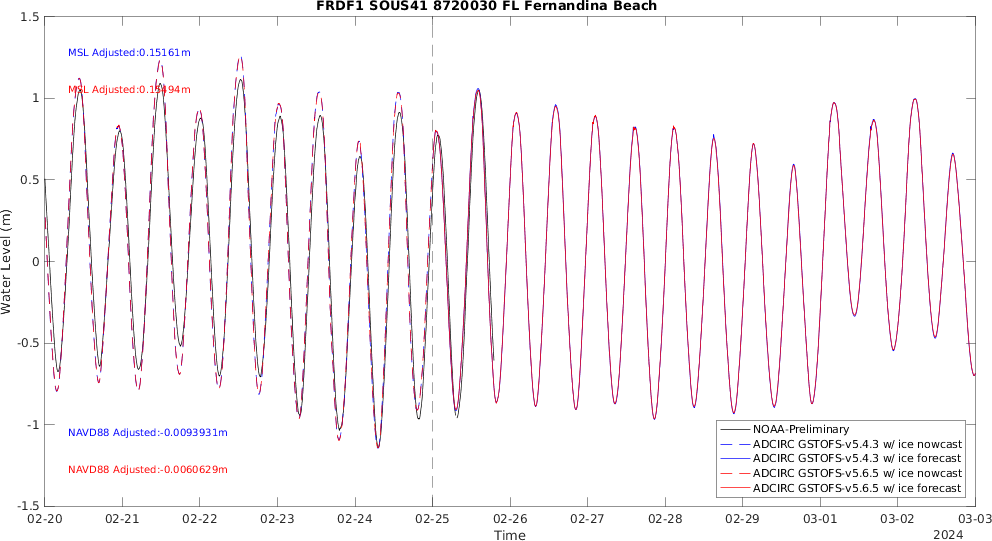 FRDF1 SOUS41 8720030 FL Fernandina Beach
1.5
1
0.5
0
-0.5
-1
-1.5
Water Level (m)
MSL Adjusted:0.15161m
MSL Adjusted:0.15494m
NAVD88 Adjusted:-0.0093931m
NAVD88 Adjusted:-0.0060629m
NOAA-Preliminary
ADCIRC GSTOFS-v5.4.3 w/ ice nowcast
ADCIRC GSTOFS-v5.4.3 w/ ice forecast
ADCIRC GSTOFS-v5.6.5 w/ ice nowcast
ADCIRC GSTOFS-v5.6.5 w/ ice forecast
02-20 02-21 02-22 02-23 02-24 02-25 02-26 02-27 02-28 02-29 03-01 03-02 03-03
Time
2024